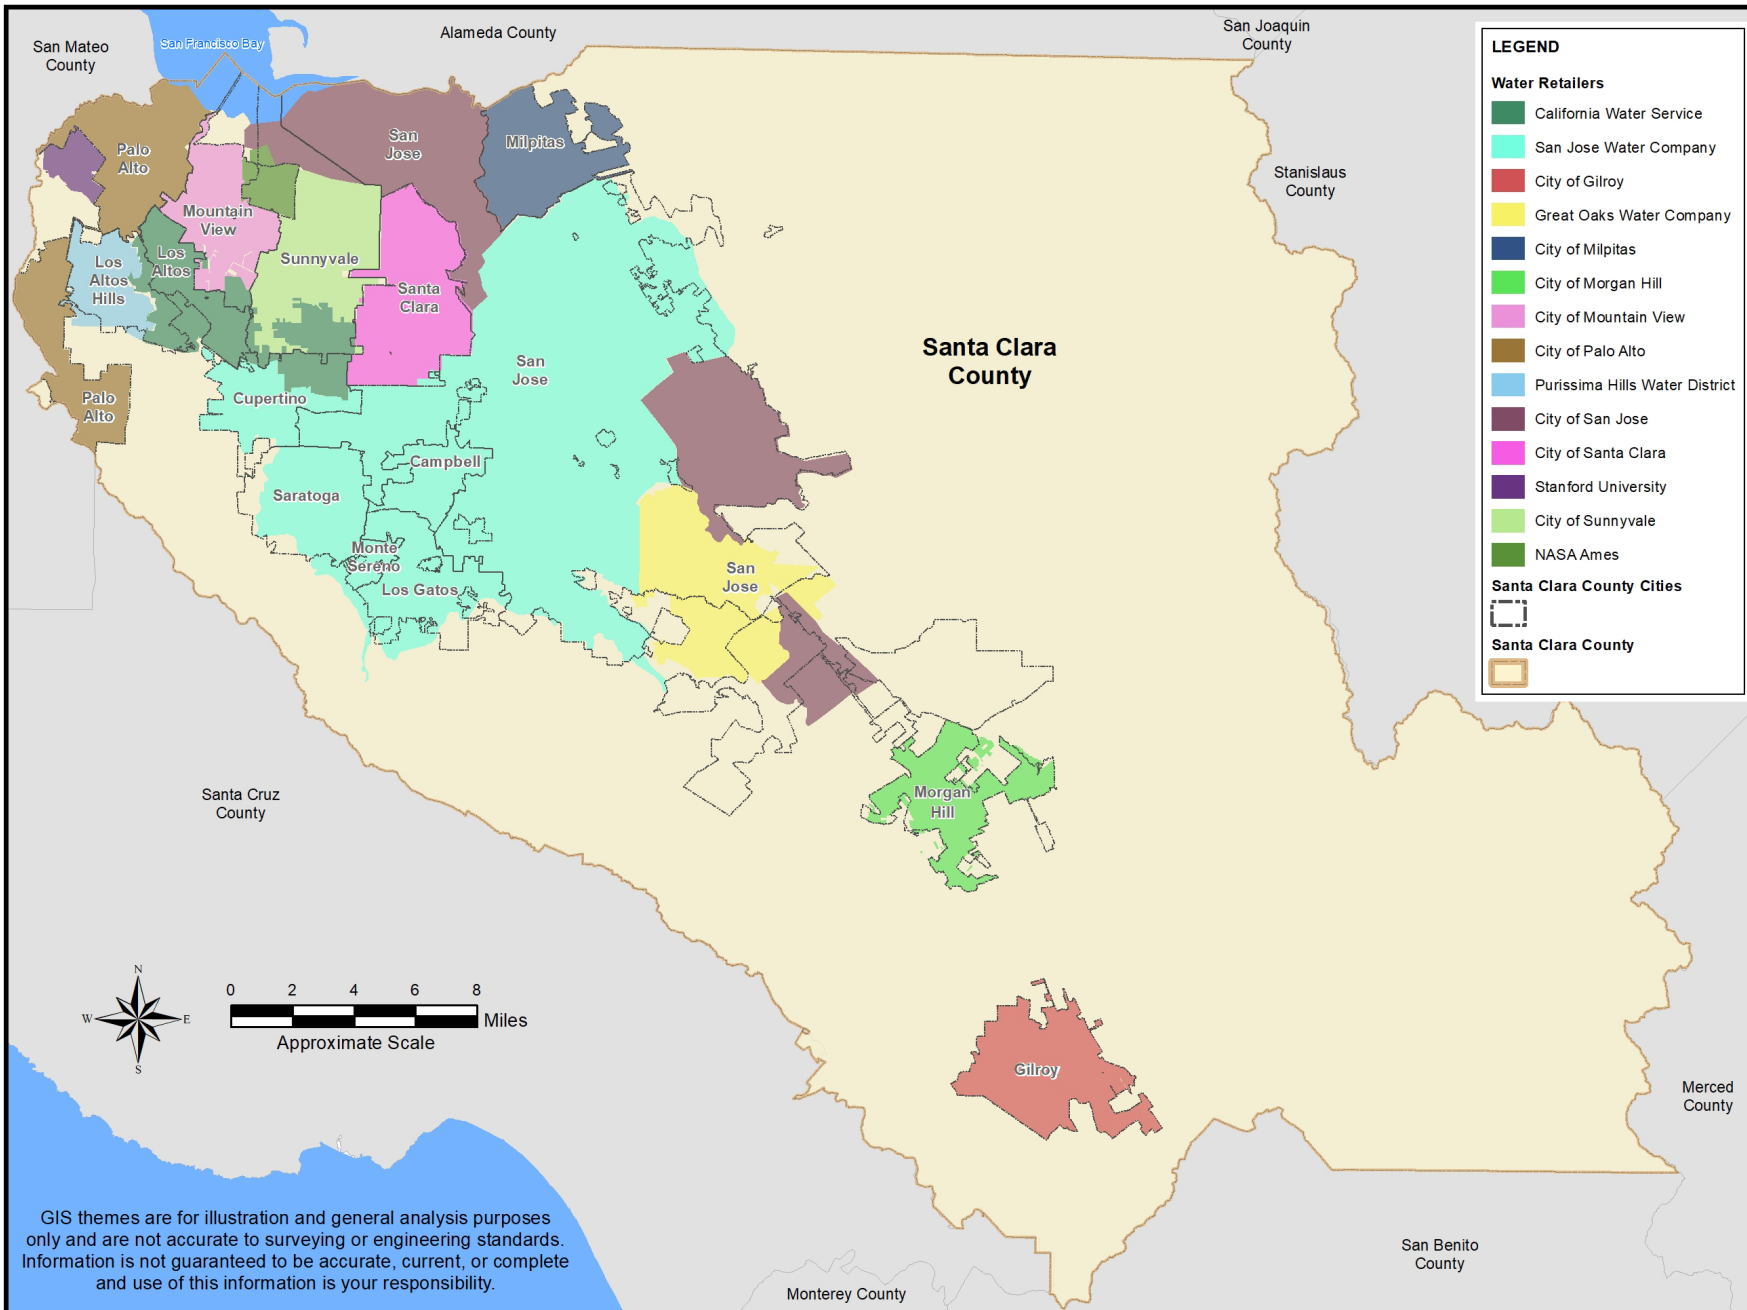 San Mateo
County
San Francisco Bay
Alameda County
San Joaquin
County
Stanislaus
County
Palo
Alto
San
Jose
Milpitas
Mountain
View
Los
Altos
Los
Altos
Hills
Sunnyvale
Santa
Clara
San
Jose
Santa Clara
County
Palo
Alto
Cupertino
Campbell
Saratoga
Monte
Sereno
Los Gatos
San
Jose
Morgan
Hill
Santa Cruz
County
Gilroy
Merced
County
San Benito
County
Monterey County
N
W
E
S
0 2 4 6 8
Miles
Approximate Scale
GIS themes are for illustration and general analysis purposes
only and are not accurate to surveying or engineering standards.
Information is not guaranteed to be accurate, current, or complete
and use of this information is your responsibility.
LEGEND
Water Retailers
California Water Service
San Jose Water Company
City of Gilroy
Great Oaks Water Company
City of Milpitas
City of Morgan Hill
City of Mountain View
City of Palo Alto
Purissima Hills Water District
City of San Jose
City of Santa Clara
Stanford University
City of Sunnyvale
NASA Ames
Santa Clara County Cities
Santa Clara County